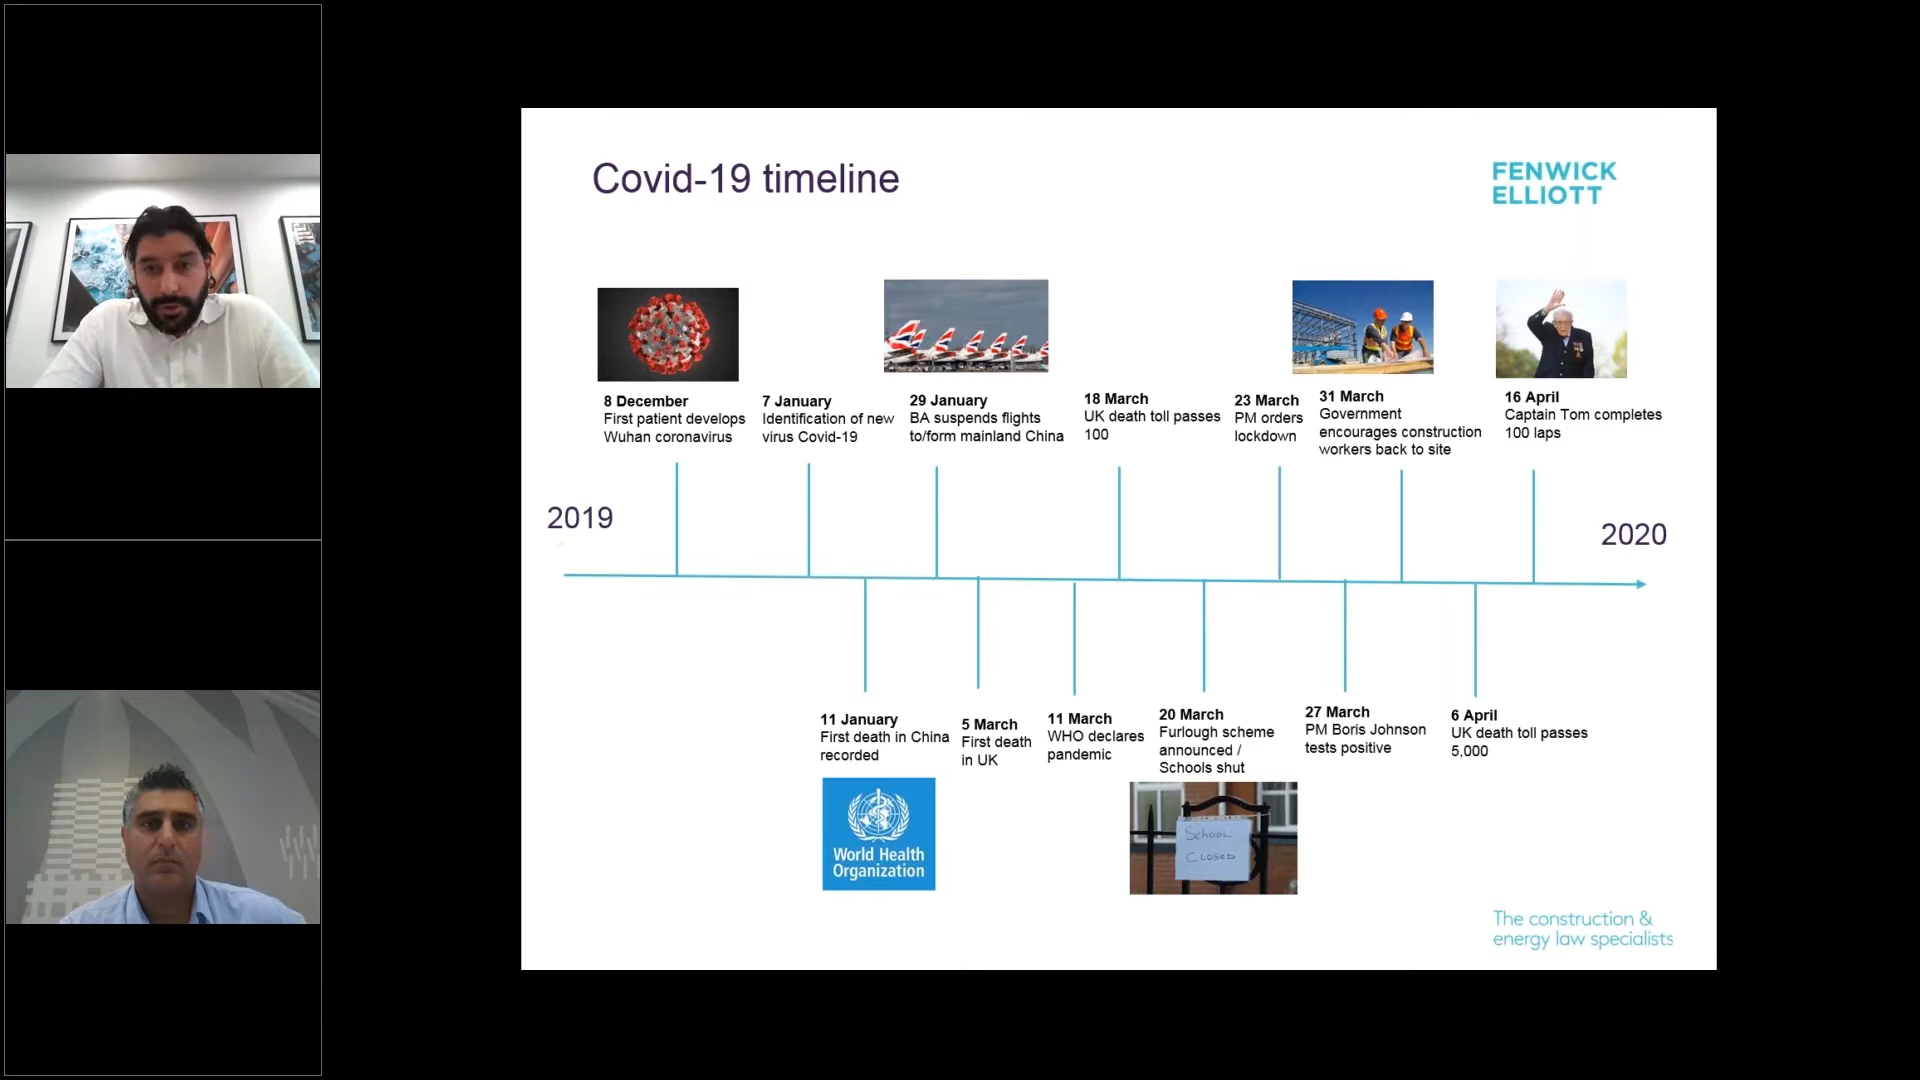 Covid-19 timeline
FENWICK
ELLIOTT
8 December
First patient develops
Wuhan coronavirus
7 January
Identification of new
virus Covid-19
29 January
BA suspends flights
to/form mainland China
18 March
UK death toll passes
100
23 March
PM orders
lockdown
31 March
Government
encourages construction
workers back to site
16 April
Captain Tom completes
100 laps
2019
2020
11 January
First death in China
recorded
5 March
First death
in UK
11 March
WHO declares
pandemic
20 March
Furlough scheme
announced /
Schools shut
27 March
PM Boris Johnson
tests positive
6 April
UK death toll passes
5,000
World Health
Organization
School
Closed
The construction &
energy law specialists